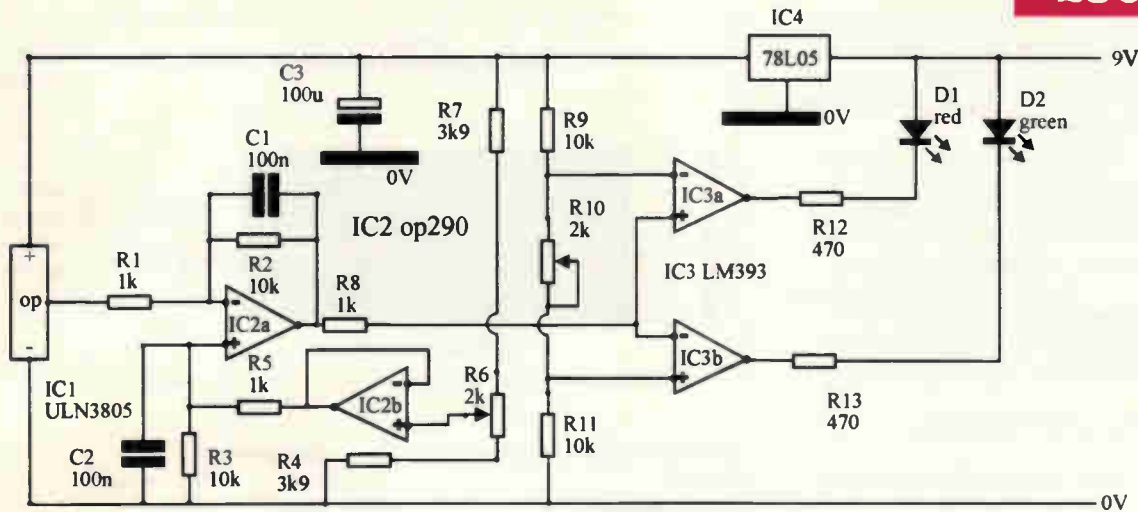 IC4
78L05
9V
C3
100u
R7
3k9
R9
10k
0V
D1
red
D2
green
C1
100n
0V
IC3a
R10
2k
IC2 op290
R12
470
R1
1k
R2
10k
R8
1k
IC3 LM393
op
IC2a
IC3b
R5
1k
IC1
ULN3805
IC2b
R6
2k
R13
470
R11
10k
C2
100n
R3
10k
R4
3k9
0V
+
-
-
+
-
+
-
+
-
+